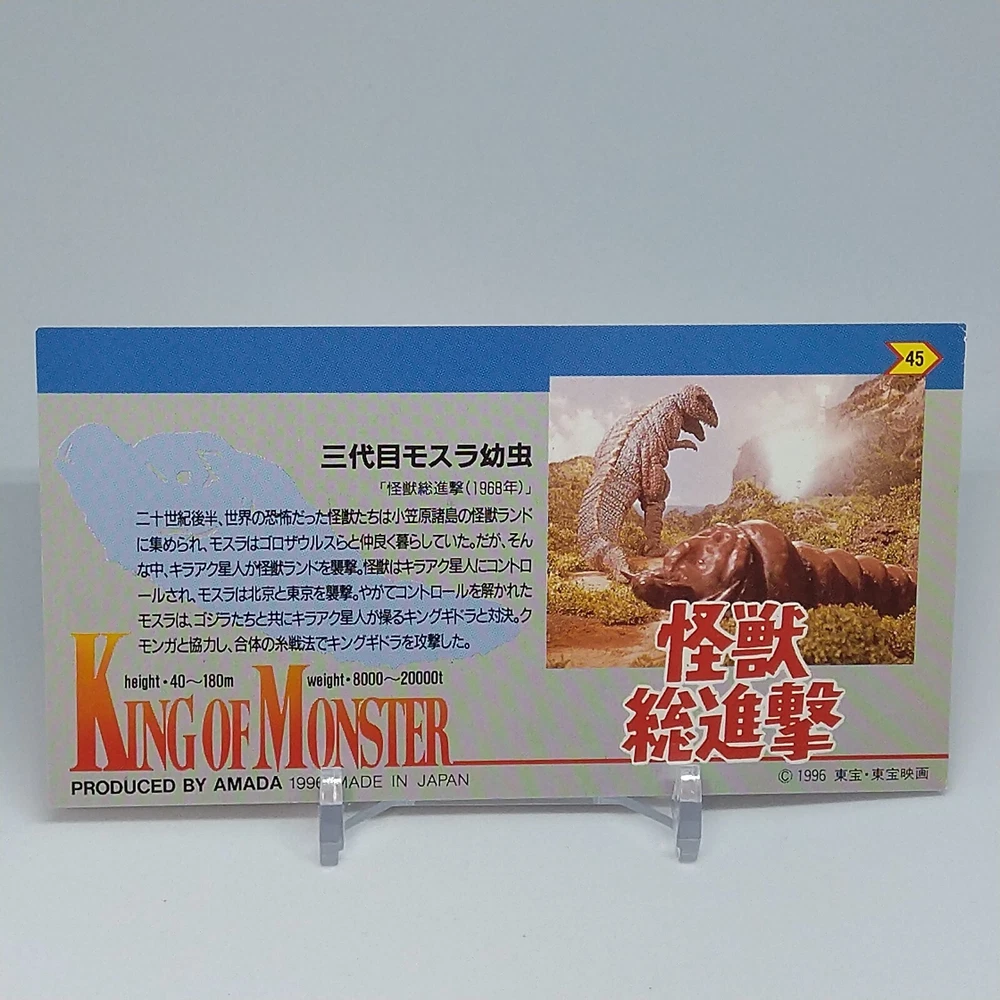 45
三代目モスラ幼虫
「怪獣総進撃(1968年)」
二十世紀後半、世界の恐怖だった怪獣たちは小笠原諸島の怪獣ランド
に集められ、モスラはゴロザウルスらと仲良く暮らしていた。だが、そん
な中、キラアク星人が怪獣ランドを襲撃。怪獣はキラアク星人にコントロ
ールされ、モスラは北京と東京を襲撃。やがてコントロールを解かれた
モスラは、ゴジラたちと共にキラアク星人が操るキングギドラと対決。ク
モンガと協力し、合体の糸戦法でキングギドラを攻撃した。
height・40〜180m weight・8000〜20000t
KING OF MONSTER
怪獣
総進撃
PRODUCED BY AMADA 1996 MADE IN JAPAN
© 1996 東宝・東宝映画